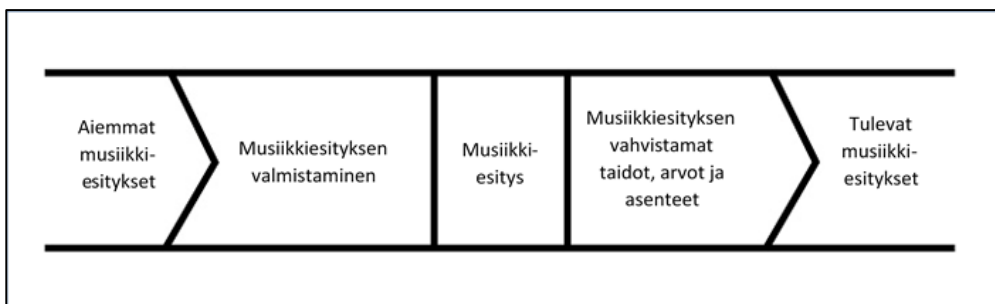 Aiemmat
musiikki-
esitykset
Musiikkiesityksen
valmistaminen
Musiikki-
esitys
Musiikkiesityksen
vahvistamat
taidot, arvot ja
asenteet
Tulevat
musiikki-
esitykset